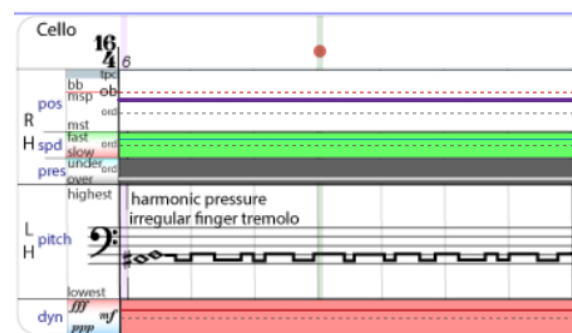 Cello
16
4
6
tpc
bb
ob
msp
pos
ord
mst
R
H
fast
spd
ord
slow
under
pres
ord
over
highest
harmonic pressure
irregular finger tremolo
L
H
pitch
lowest
fff
dyn
mf
ppp